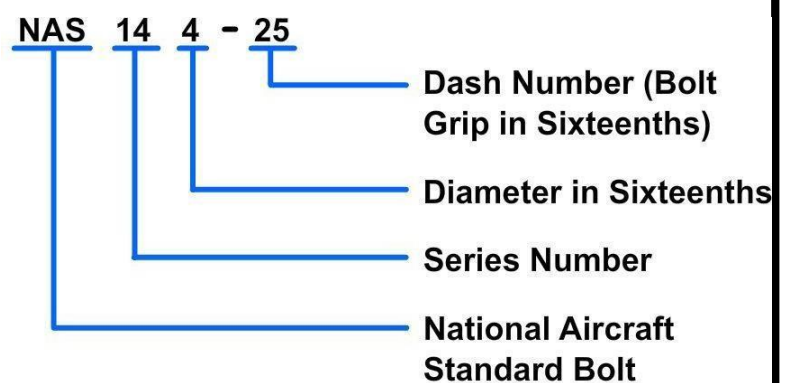 NAS 14 4 - 25
Dash Number (Bolt
Grip in Sixteenths)
Diameter in Sixteenths
Series Number
National Aircraft
Standard Bolt